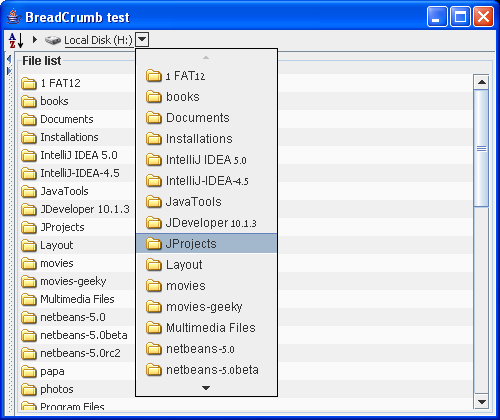 BreadCrumb test
Local Disk (H:)
File list
1 FAT12
books
Documents
Installations
IntelliJ IDEA 5.0
IntelliJ-IDEA-4.5
JavaTools
JDeveloper 10.1.3
JProjects
Layout
movies
movies-geeky
Multimedia Files
netbeans-5.0
netbeans-5.0beta
netbeans-5.0rc2
papa
photos
Program Files
1 FAT12
books
Documents
Installations
IntelliJ IDEA 5.0
IntelliJ-IDEA-4.5
JavaTools
JDeveloper 10.1.3
JProjects
Layout
movies
movies-geeky
Multimedia Files
netbeans-5.0
netbeans-5.0beta